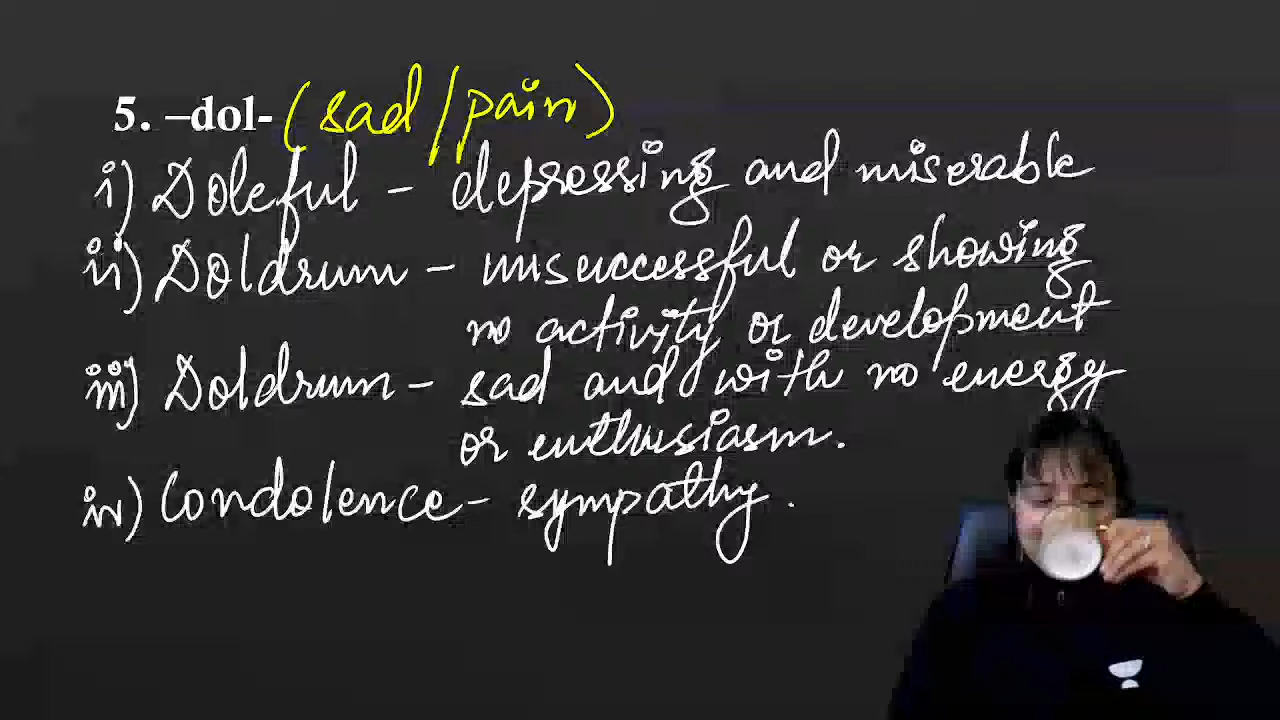 5. –dol- (sad/pain)
i) Doleful – depressing and miserable
ii) Doldrum – unsuccessful or showing
no activity or development
iii) Doldrum – sad and with no energy
or enthusiasm.
iv) Condolence – sympathy.